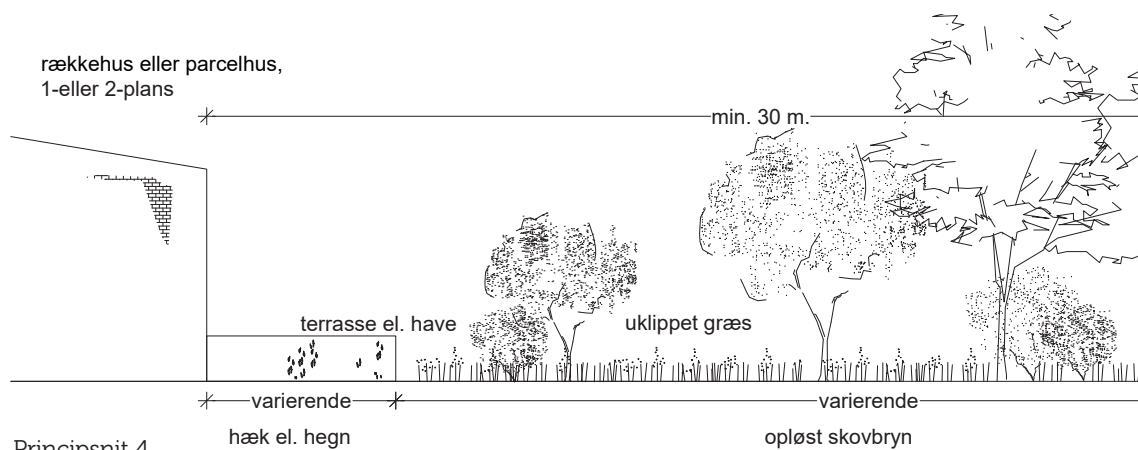 rækkehus eller parcelhus,
1-eller 2-plans
min. 30 m.
terrasse el. have
uklippet græs
varierende
varierende
hæk el. hegn
opløst skovbryn
Principsnit 4